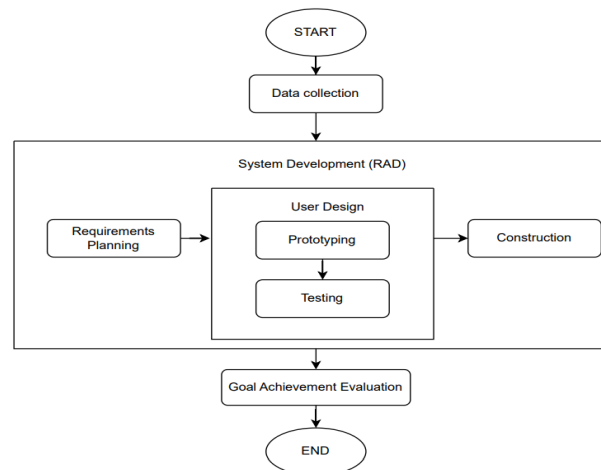 START
Data collection
System Development (RAD)
User Design
Requirements
Planning
Prototyping
Construction
Testing
Goal Achievement Evaluation
END